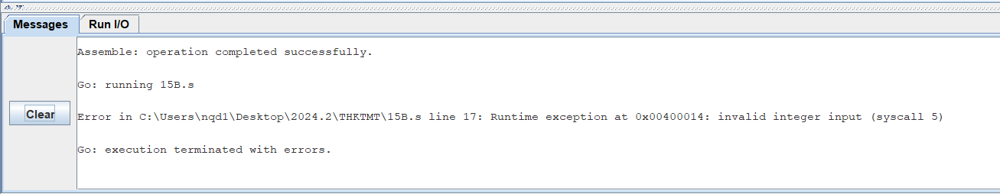 Messages
Run I/O
Assemble: operation completed successfully.
Go: running 15B.s
Clear
Error in C:\Users\nqd1\Desktop\2024.2\THKTMT\15B.s line 17: Runtime exception at 0x00400014: invalid integer input (syscall 5)
Go: execution terminated with errors.